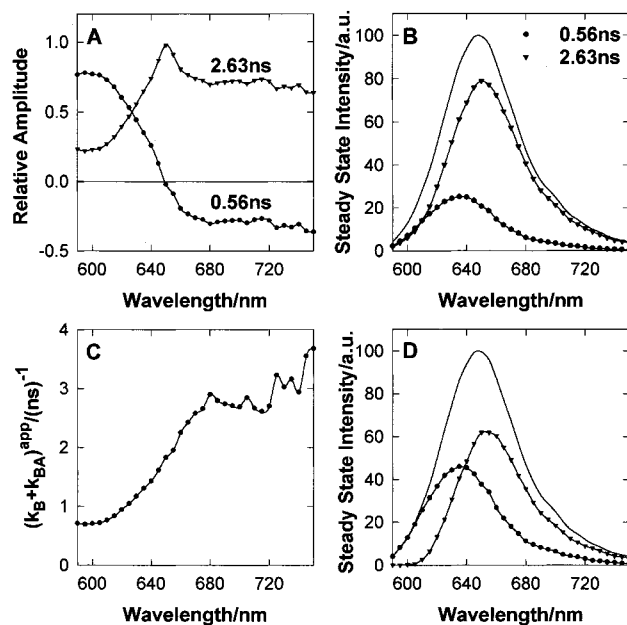 A
Relative Amplitude
1.0
0.5
0.0
-0.5
2.63ns
0.56ns
600 640 680 720
Wavelength/nm
B
Steady State Intensity/a.u.
100
80
60
40
20
0
0.56ns
2.63ns
600 640 680 720
Wavelength/nm
C
(k_B+k_BA)^app/(ns)^-1
4
3
2
1
0
600 640 680 720
Wavelength/nm
D
Steady State Intensity/a.u.
100
80
60
40
20
0
600 640 680 720
Wavelength/nm